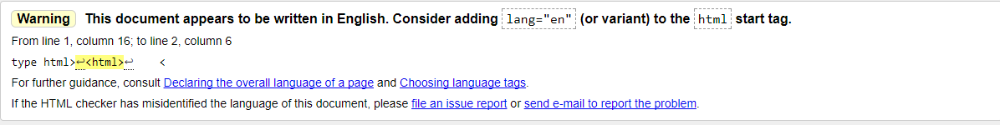 Warning This document appears to be written in English. Consider adding lang="en" (or variant) to the html start tag.
From line 1, column 16; to line 2, column 6
type html>↩<html>↩    <
For further guidance, consult Declaring the overall language of a page and Choosing language tags.
If the HTML checker has misidentified the language of this document, please file an issue report or send e-mail to report the problem.